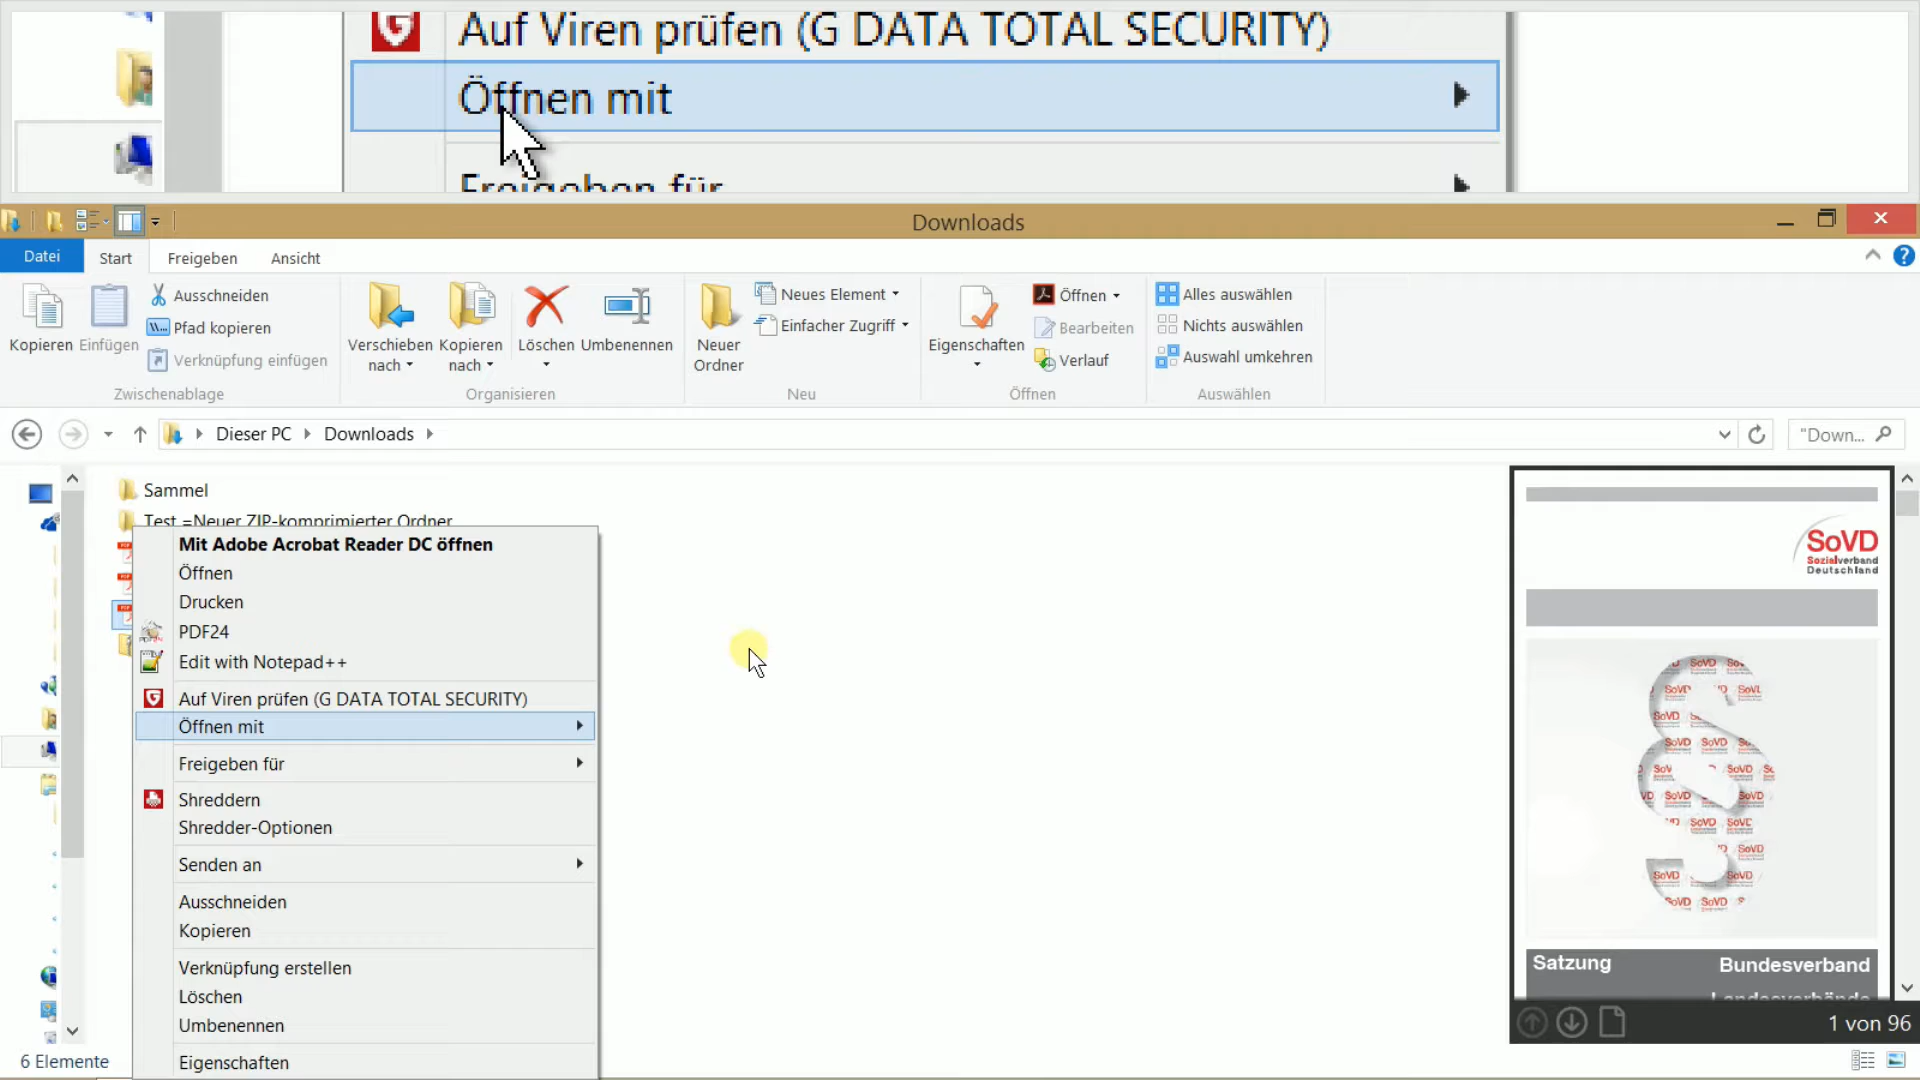 Auf Viren prüfen (G DATA TOTAL SECURITY)
Öffnen mit
Freigeben für
Downloads
Datei Start Freigeben Ansicht
Kopieren
Einfügen
Ausschneiden
Pfad kopieren
Verknüpfung einfügen
Zwischenablage
Verschieben nach
Kopieren nach
Löschen
Umbenennen
Organisieren
Neuer Ordner
Neues Element
Einfacher Zugriff
Neu
Eigenschaften
Öffnen
Bearbeiten
Verlauf
Öffnen
Alles auswählen
Nichts auswählen
Auswahl umkehren
Auswählen
Dieser PC Downloads
"Down...
Sammel
Test =Neuer ZIP-komprimierter Ordner
Mit Adobe Acrobat Reader DC öffnen
Öffnen
Drucken
PDF24
Edit with Notepad++
Auf Viren prüfen (G DATA TOTAL SECURITY)
Öffnen mit
Freigeben für
Shreddern
Shredder-Optionen
Senden an
Ausschneiden
Kopieren
Verknüpfung erstellen
Löschen
Umbenennen
Eigenschaften
6 Elemente
SoVD
Sozialverband
Deutschland
Satzung Bundesverband
Landesverbände
1 von 96